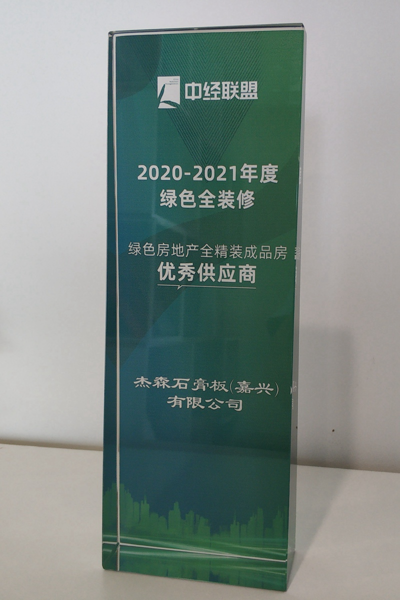 中经联盟
2020-2021年度
绿色全装修
绿色房地产全精装成品房
优秀供应商
杰森石膏板(嘉兴)
有限公司